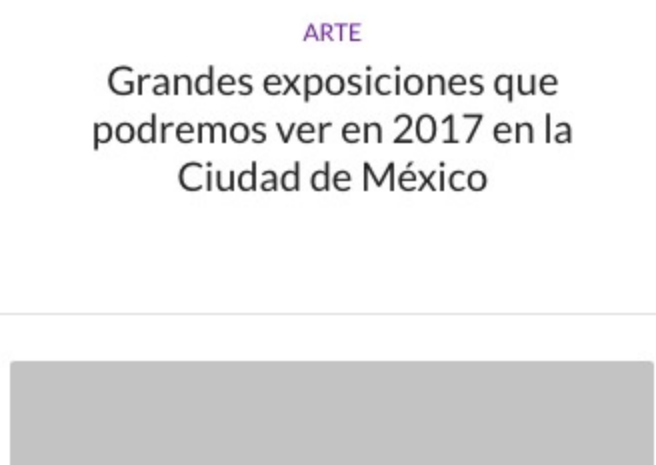 ARTE
Grandes exposiciones que
podremos ver en 2017 en la
Ciudad de México